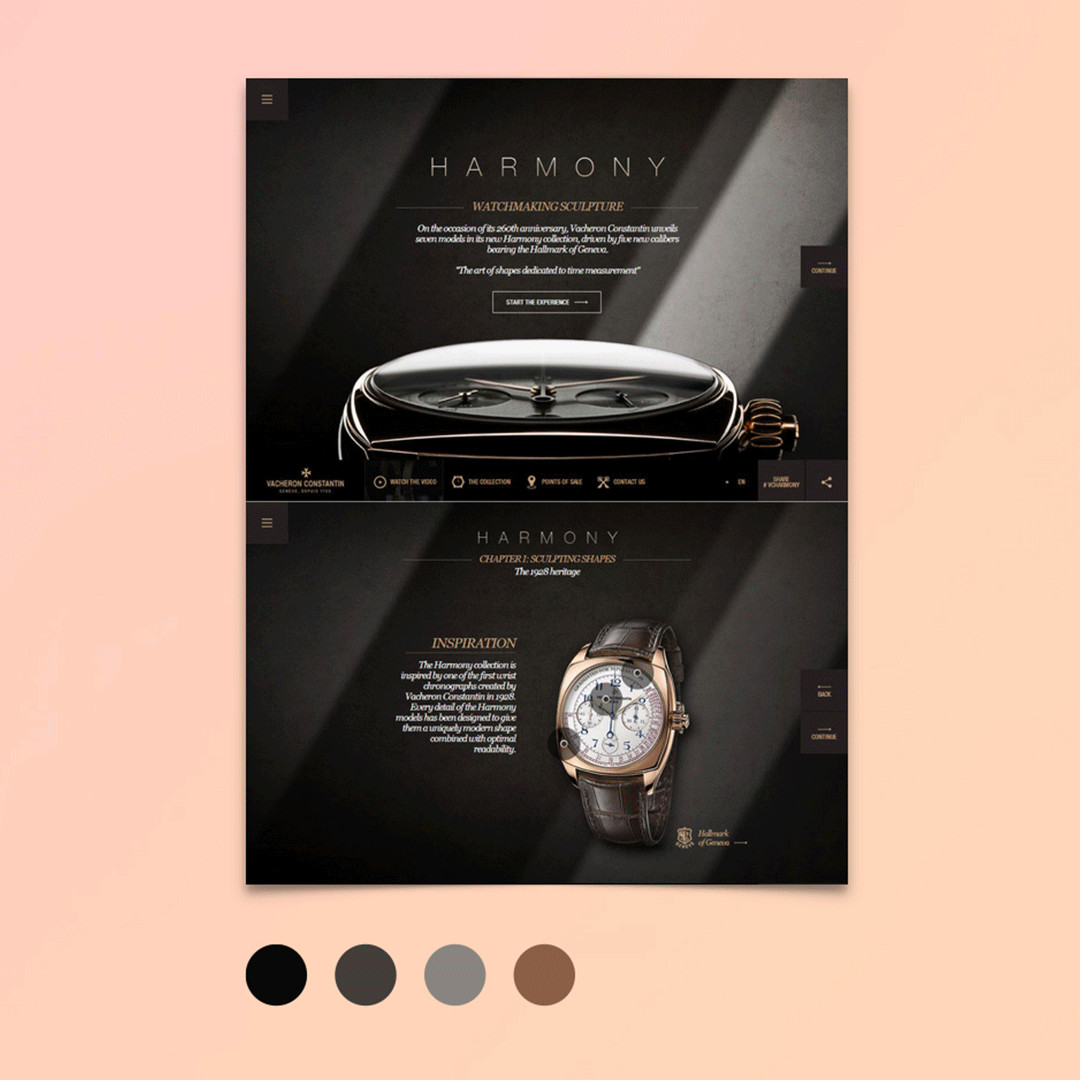 HARMONY
WATCHMAKING SCULPTURE
On the occasion of its 260th anniversary, Vacheron Constantin unveils
seven models in its new Harmony collection, driven by five new calibers
bearing the Hallmark of Geneva.
"The art of shapes dedicated to time measurement"
CONTINUE
START THE EXPERIENCE
VACHERON CONSTANTIN
GENÈVE, DEPUIS 1755
WATCH THE VIDEO
THE COLLECTION
POINTS OF SALE
CONTACT US
EN
SHARE
# VCHARMONY
HARMONY
CHAPTER I: SCULPTING SHAPES
The 1928 heritage
INSPIRATION
The Harmony collection is
inspired by one of the first wrist
chronographs created by
Vacheron Constantin in 1928.
Every detail of the Harmony
models has been designed to give
them a uniquely modern shape
combined with optimal
readability.
BACK
CONTINUE
Hallmark
of Geneva